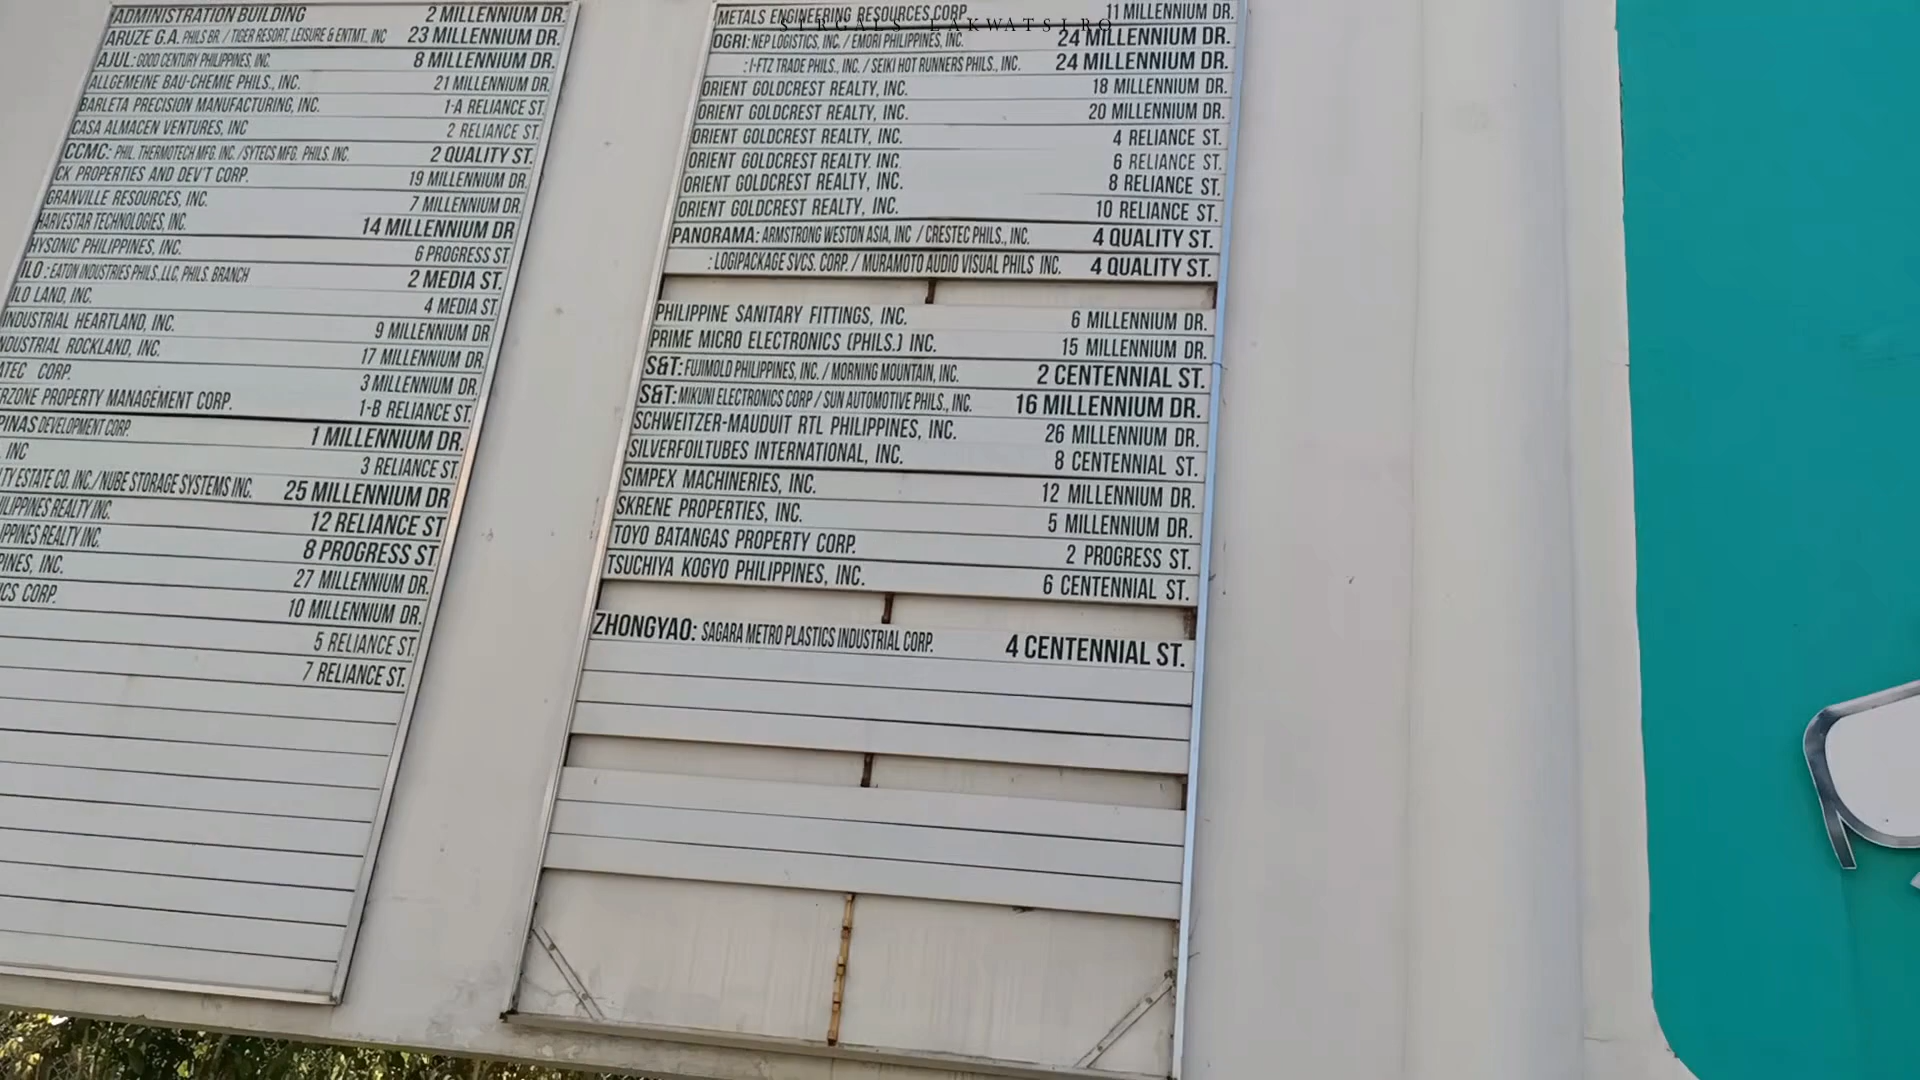 ADMINISTRATION BUILDING 2 MILLENNIUM DR.
ARUZE G.A. PHILS BR. / TIGER RESORT, LEISURE & ENTMT., INC 23 MILLENNIUM DR.
AJUL: GOOD CENTURY PHILIPPINES, INC. 8 MILLENNIUM DR.
ALLGEMEINE BAU-CHEMIE PHILS., INC. 21 MILLENNIUM DR.
BARLETA PRECISION MANUFACTURING, INC. 1-A RELIANCE ST.
CASA ALMACEN VENTURES, INC 2 RELIANCE ST.
CCMC: PHIL. THERMOTECH MFG. INC. /SYTECS MFG. PHILS. INC. 2 QUALITY ST.
CK PROPERTIES AND DEV'T CORP. 19 MILLENNIUM DR.
GRANVILLE RESOURCES, INC. 7 MILLENNIUM DR.
HARVESTAR TECHNOLOGIES, INC. 14 MILLENNIUM DR
HYSONIC PHILIPPINES, INC. 6 PROGRESS ST.
ILO : EATON INDUSTRIES PHILS.,LLC, PHILS. BRANCH 2 MEDIA ST.
ILO LAND, INC. 4 MEDIA ST.
INDUSTRIAL HEARTLAND, INC. 9 MILLENNIUM DR
NDUSTRIAL ROCKLAND, INC. 17 MILLENNIUM DR.
ATEC CORP. 3 MILLENNIUM DR.
RZONE PROPERTY MANAGEMENT CORP. 1-B RELIANCE ST.
PINAS DEVELOPMENT CORP. 1 MILLENNIUM DR.
. INC 3 RELIANCE ST.
LTY ESTATE CO. INC./NUBE STORAGE SYSTEMS INC. 25 MILLENNIUM DR
ILIPPINES REALTY INC. 12 RELIANCE ST
IPPINES REALTY INC. 8 PROGRESS ST
PINES, INC. 27 MILLENNIUM DR.
ICS CORP. 10 MILLENNIUM DR.
5 RELIANCE ST.
7 RELIANCE ST.
METALS ENGINEERING RESOURCES CORP 11 MILLENNIUM DR.
SIRGALS LAKWATSERO
OGRI: NEP LOGISTICS, INC. / EMORI PHILIPPINES, INC. 24 MILLENNIUM DR.
: I-FTZ TRADE PHILS., INC. / SEIKI HOT RUNNERS PHILS., INC. 24 MILLENNIUM DR.
ORIENT GOLDCREST REALTY, INC. 18 MILLENNIUM DR.
ORIENT GOLDCREST REALTY, INC. 20 MILLENNIUM DR.
ORIENT GOLDCREST REALTY, INC. 4 RELIANCE ST.
ORIENT GOLDCREST REALTY, INC. 6 RELIANCE ST.
ORIENT GOLDCREST REALTY, INC. 8 RELIANCE ST.
ORIENT GOLDCREST REALTY, INC. 10 RELIANCE ST.
PANORAMA: ARMSTRONG WESTON ASIA, INC / CRESTEC PHILS., INC. 4 QUALITY ST.
: LOGIPACKAGE SVCS. CORP. / MURAMOTO AUDIO VISUAL PHILS INC. 4 QUALITY ST.
PHILIPPINE SANITARY FITTINGS, INC. 6 MILLENNIUM DR.
PRIME MICRO ELECTRONICS (PHILS.) INC. 15 MILLENNIUM DR.
S&T: FUJIMOLD PHILIPPINES, INC. / MORNING MOUNTAIN, INC. 2 CENTENNIAL ST.
S&T: MIKUNI ELECTRONICS CORP / SUN AUTOMOTIVE PHILS., INC. 16 MILLENNIUM DR.
SCHWEITZER-MAUDUIT RTL PHILIPPINES, INC. 26 MILLENNIUM DR.
SILVERFOILTUBES INTERNATIONAL, INC. 8 CENTENNIAL ST.
SIMPEX MACHINERIES, INC. 12 MILLENNIUM DR.
SKRENE PROPERTIES, INC. 5 MILLENNIUM DR.
TOYO BATANGAS PROPERTY CORP. 2 PROGRESS ST.
TSUCHIYA KOGYO PHILIPPINES, INC. 6 CENTENNIAL ST.
ZHONGYAO: SAGARA METRO PLASTICS INDUSTRIAL CORP. 4 CENTENNIAL ST.